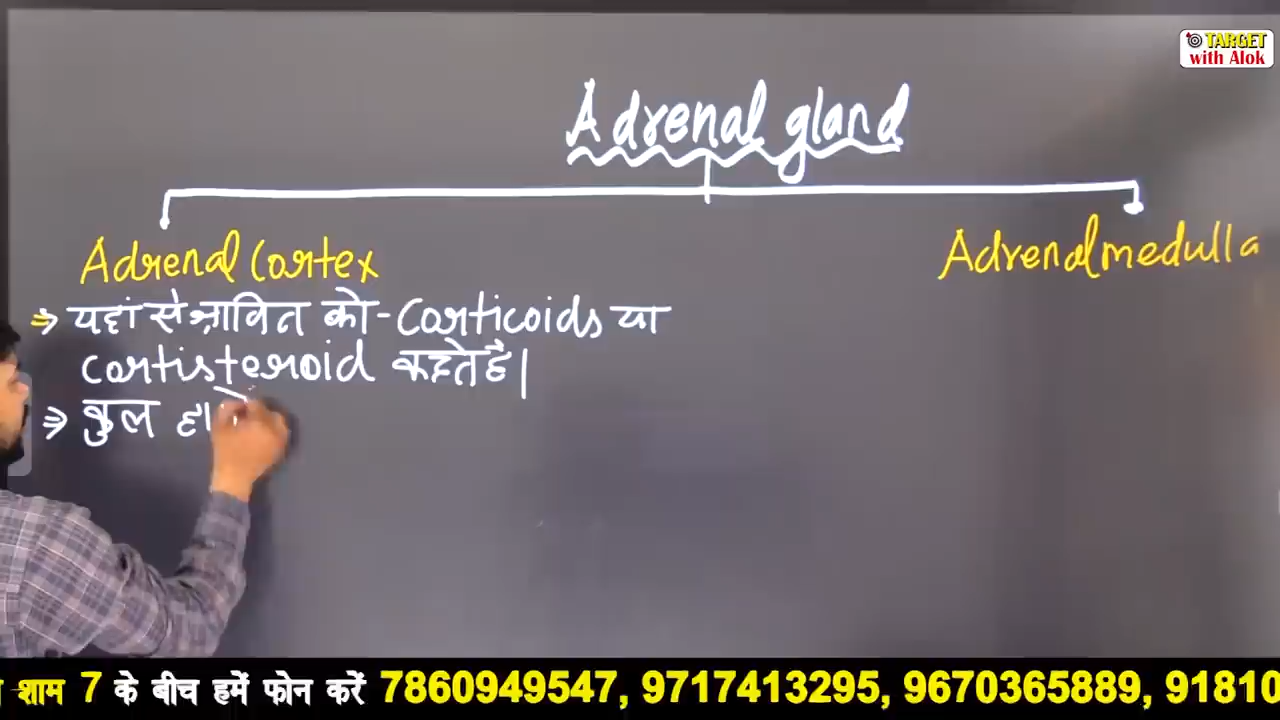 TARGET
with Alok
Adrenal gland
Adrenal Cortex
Adrenal medulla
⇒ यहां से स्रावित को - Corticoids या
Cortisteroid कहते है|
⇒ कुल
शाम 7 के बीच हमें फोन करें 7860949547, 9717413295, 9670365889, 91810